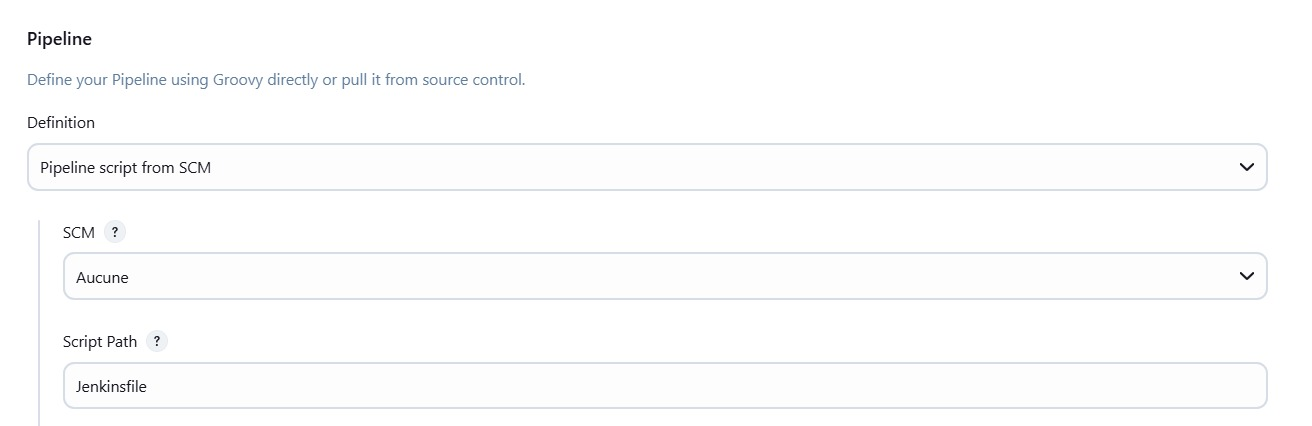 Pipeline
Define your Pipeline using Groovy directly or pull it from source control.
Definition
Pipeline script from SCM
SCM ?
Aucune
Script Path ?
Jenkinsfile